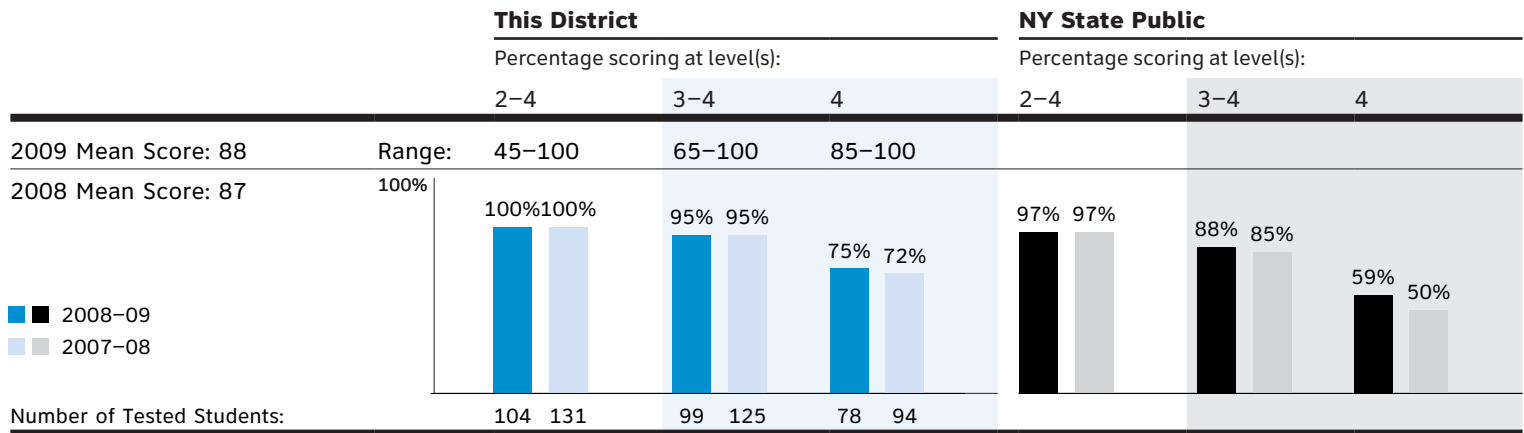 This District NY State Public
Percentage scoring at level(s): Percentage scoring at level(s):
2–4 3–4 4 2–4 3–4 4
2009 Mean Score: 88 Range: 45–100 65–100 85–100
2008 Mean Score: 87 100%
100% 100% 95% 95% 75% 72% 97% 97% 88% 85% 59% 50%
2008–09
2007–08
Number of Tested Students: 104 131 99 125 78 94